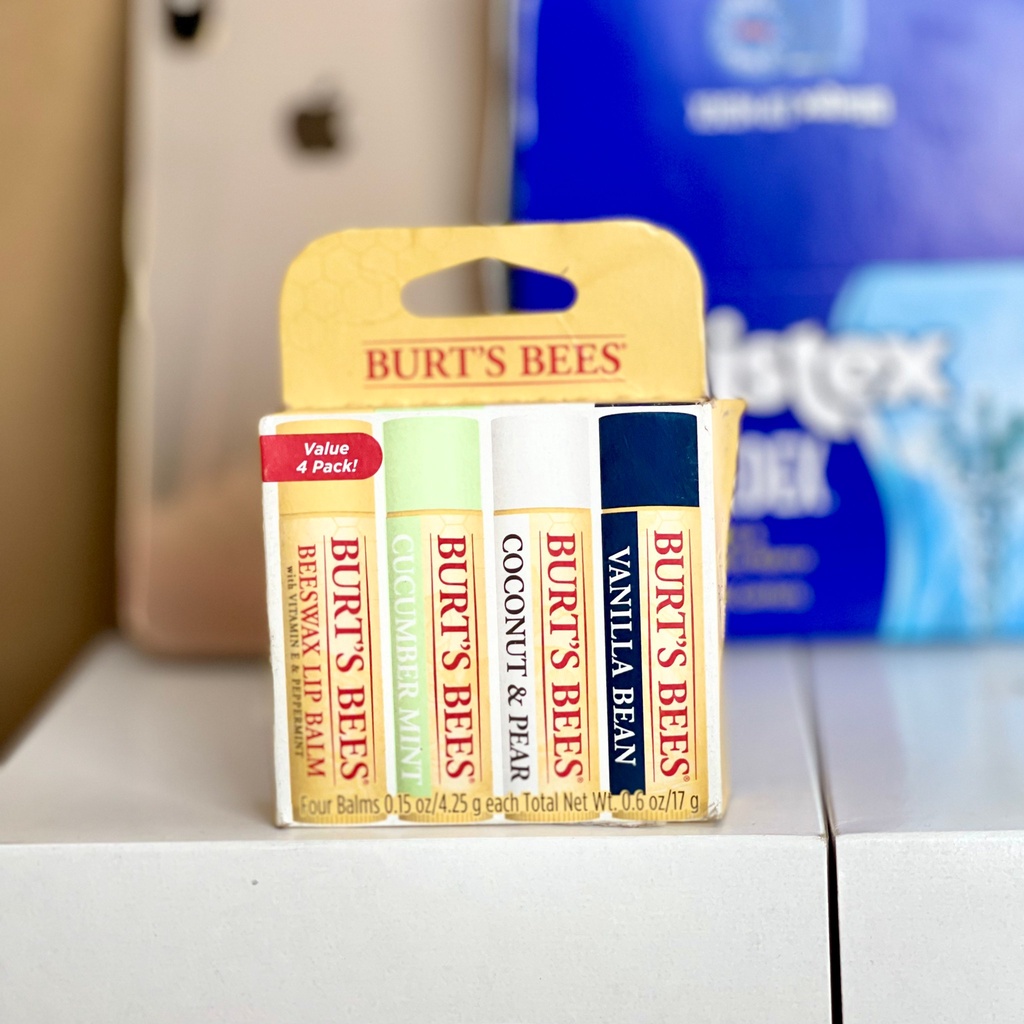 BURT'S BEES®
Value
4 Pack!
BURT'S BEES®
BEESWAX LIP BALM
with VITAMIN E & PEPPERMINT
BURT'S BEES®
CUCUMBER MINT
BURT'S BEES®
COCONUT & PEAR
BURT'S BEES®
VANILLA BEAN
Four Balms 0.15 oz/4.25 g each Total Net Wt. 0.6 oz/17 g
istex